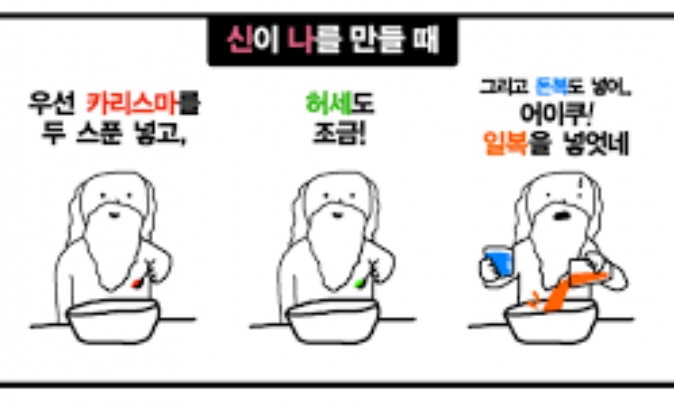 신이 나를 만들 때
우선 카리스마를
두 스푼 넣고,
허세도
조금!
그리고 돈복도 넣어..
어이쿠!
일복을 넣엇네